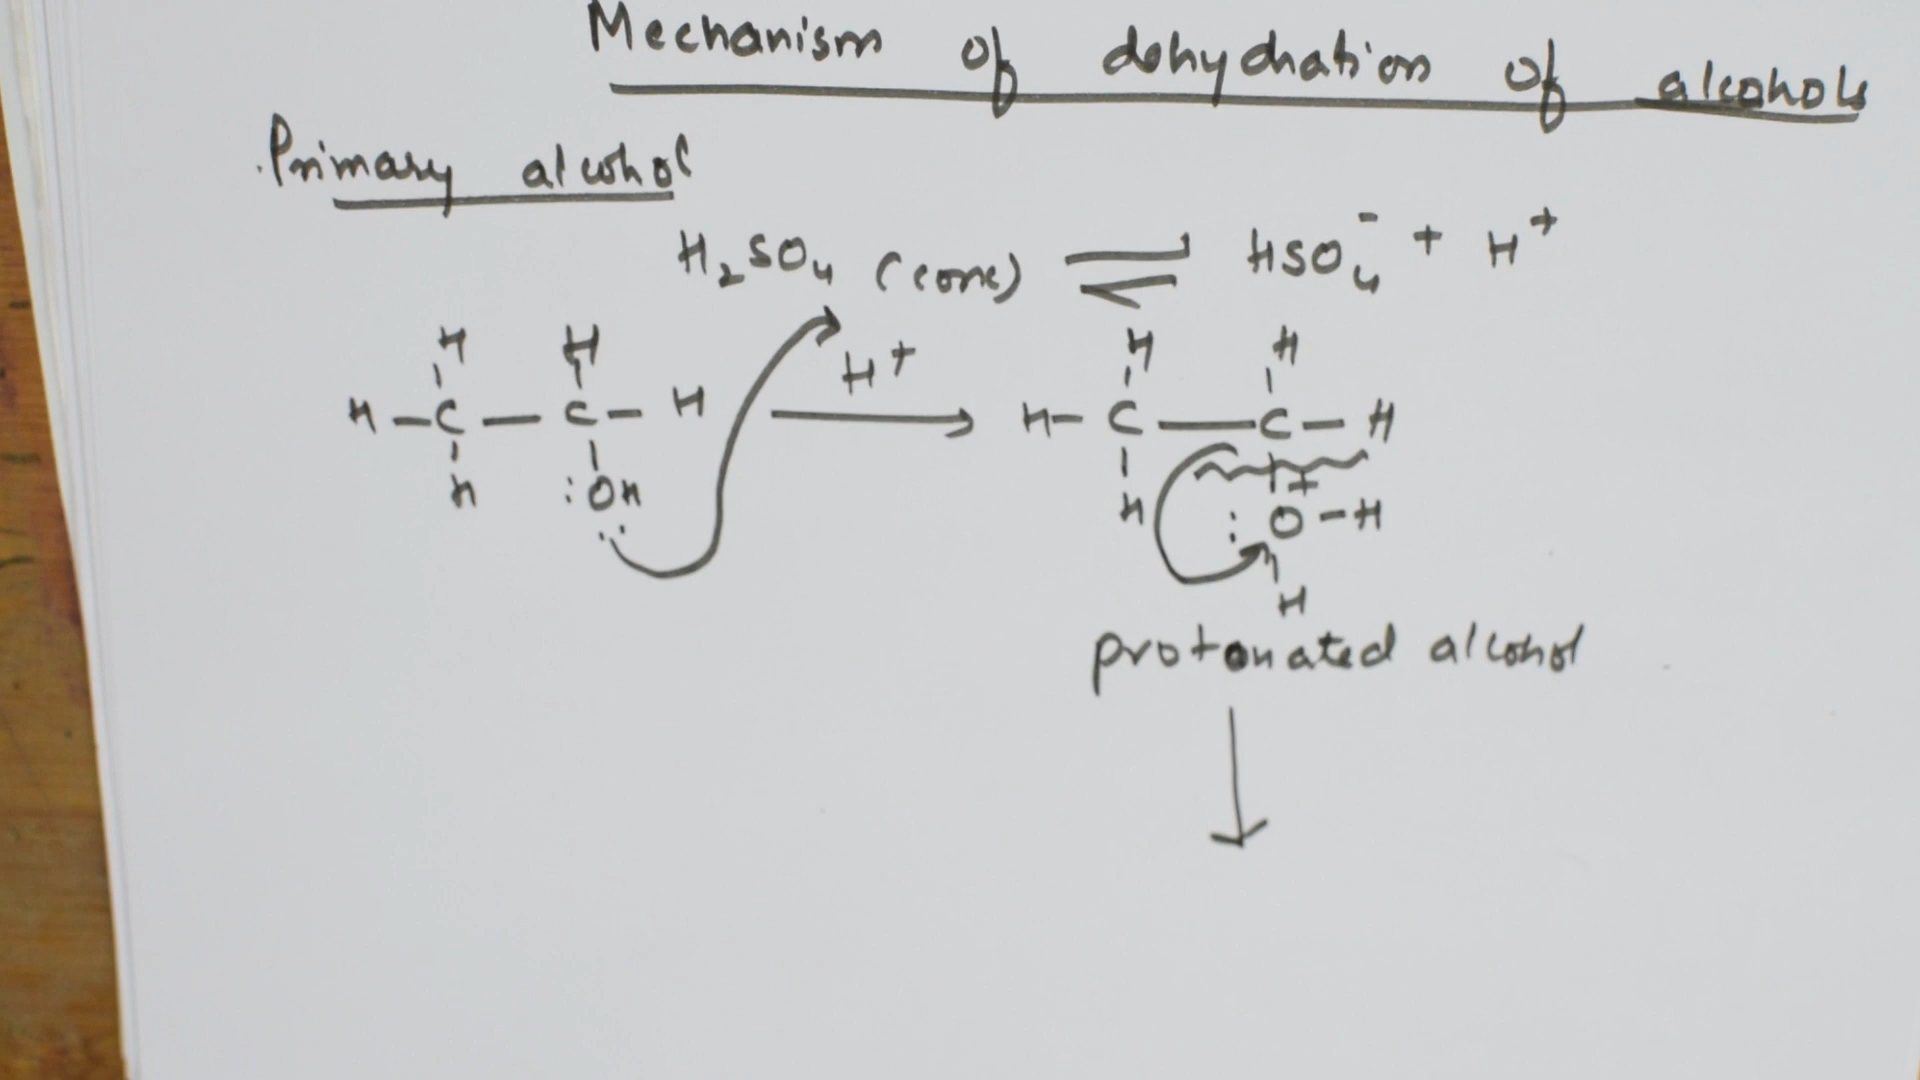 Mechanism of dehydration of alcohols
Primary alcohol
H₂SO₄ (conc) ⇌ HSO₄⁻ + H⁺
H H H⁺ H H
H – C – C – H → H – C – C – H
H :OH H : O⁺ – H
H
protonated alcohol